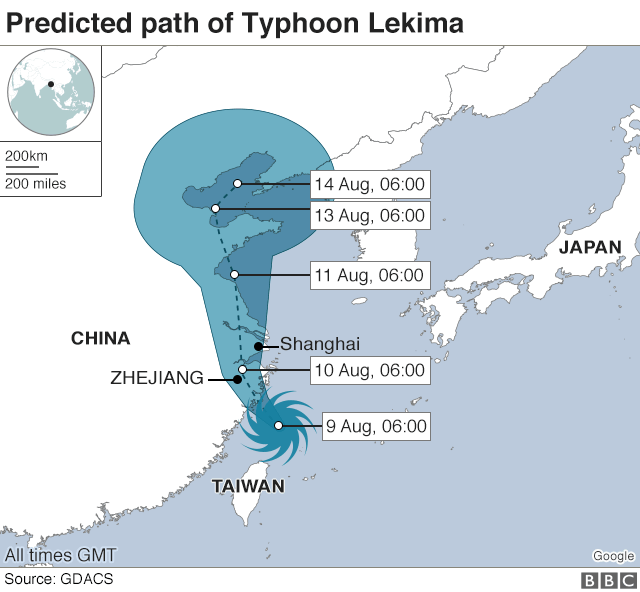 Predicted path of Typhoon Lekima
200km
200 miles
14 Aug, 06:00
13 Aug, 06:00
JAPAN
11 Aug, 06:00
CHINA
Shanghai
10 Aug, 06:00
ZHEJIANG
9 Aug, 06:00
TAIWAN
All times GMT
Google
Source: GDACS
BBC